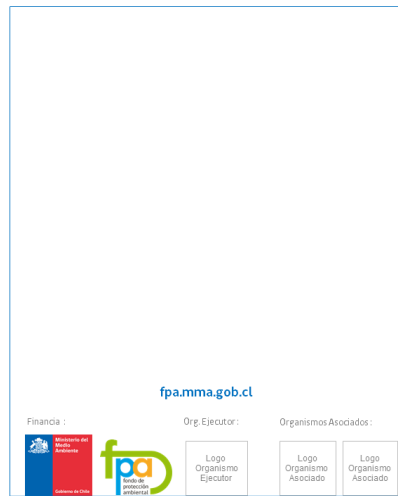 fpa.mma.gob.cl
Financia :
Org. Ejecutor :
Organismos Asociados :
Ministerio del
Medio
Ambiente
Gobierno de Chile
fpa
fondo de
protección
ambiental
Logo
Organismo
Ejecutor
Logo
Organismo
Asociado
Logo
Organismo
Asociado